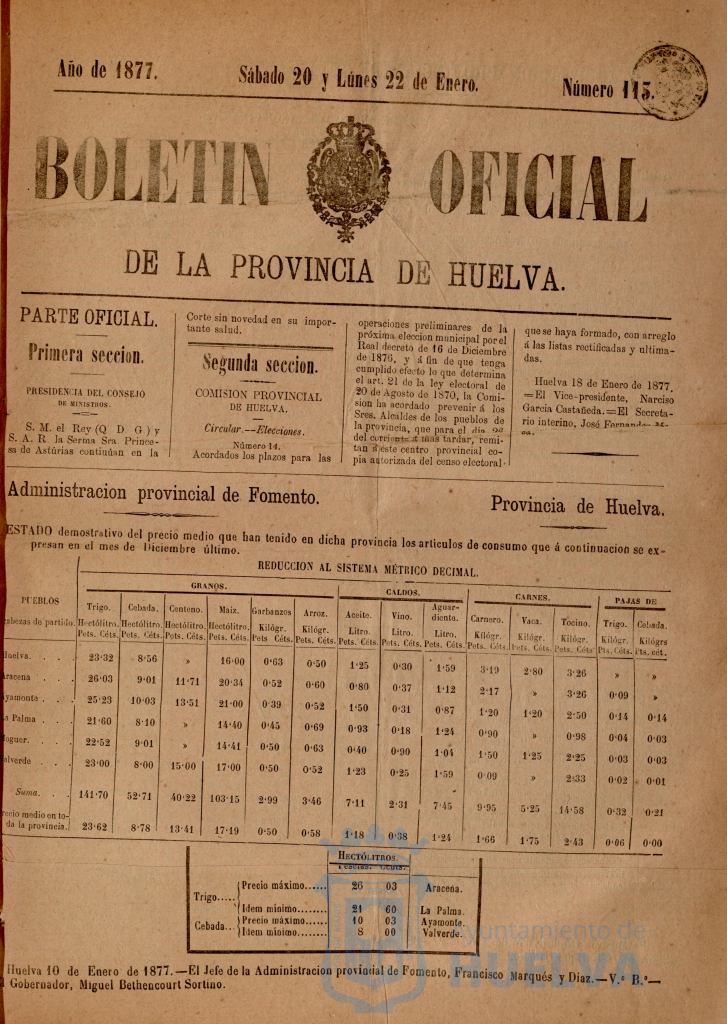 Año de 1877.
Sábado 20 y Lúnes 22 de Enero.
Número 115.
BOLETIN OFICIAL
DE LA PROVINCIA DE HUELVA.
PARTE OFICIAL.
Primera seccion.
PRESIDENCIA DEL CONSEJO
DE MINISTROS.
S. M. el Rey (Q. D. G.) y
S. A. R. la Serma Sra. Prince-
sa de Astúrias continúan en la
Corte sin novedad en su impor-
tante salud.
Segunda seccion.
COMISION PROVINCIAL
DE HUELVA.
Circular.—Elecciones.
Número 14.
Acordados los plazos para las
operaciones preliminares de la
próxima eleccion municipal por el
Real decreto de 16 de Diciembre
de 1876, y á fin de que tenga
cumplido efecto lo que determina
el art. 21 de la ley electoral de
20 de Agosto de 1870, la Comi-
sion ha acordado prevenir á los
Sres. Alcaldes de los pueblos de
la provincia, que para el dia
del corriente á mas tardar, remi-
tan á este centro provincial co-
pia autorizada del censo electoral
que se haya formado, con arreglo
á las listas rectificadas y ultima-
das.
Huelva 18 de Enero de 1877.
=El Vice-presidente, Narciso
Garcia Castañeda.=El Secreta-
rio interino, José
Administracion provincial de Fomento.
Provincia de Huelva.
ESTADO demostrativo del precio medio que han tenido en dicha provincia los articulos de consumo que á continuacion se ex-
presan en el mes de Diciembre último.
REDUCCION AL SISTEMA MÉTRICO DECIMAL.
GRANOS. CALDOS. CARNES. PAJAS DE
PUEBLOS
cabezas de partido.
Trigo. Cebada. Centeno. Maiz. Garbanzos Arroz. Aceite. Vino. Aguar-diente. Carnero. Vaca. Tocino. Trigo. Cebada.
Hectólitro. Hectólitro. Hectólitro. Hectólitro. Kilógr. Kilógr. Litro. Litro. Litro. Kilógr. Kilógr. Kilógr. Kilógr. Kilógrs
Pets. Céts. Pets. Céts. Pets. Céts. Pets. Céts. Pets Céts. Pets. Céts. Pets. Céts. Pets. Céts. Pets. Céts. Pets. Céts. Pets. Céts. Pets Céts. Pts. Céts. Pts. cét.
Huelva. . . . 23·32 8·56 » 16·00 0·63 0·50 1·25 0·30 1·59 3·19 2·80 3·26 » »
Aracena . . . 26·03 9·01 11·71 20·34 0·52 0·60 0·80 0·37 1·12 2·17 » 3·26 0·09 »
Ayamonte . . . 25·23 10·03 13·51 21·00 0·39 0·52 1·50 0·31 0·87 1·20 1·20 2·50 0·14 0·14
La Palma . . . 21·60 8·10 » 14·40 0·45 0·69 0·93 0·18 1·24 0·90 » 0·98 0·04 0·03
Moguer. . . . 22·52 9·01 » 14·41 0·50 0·63 0·40 0·90 1·04 1·50 1·25 2·25 0·03 0·03
Valverde . . . 23·00 8·00 15·00 17·00 0·50 0·52 1·23 0·25 1·59 0·09 » 2·33 0·02 0·01
Suma. . . 141·70 52·71 40·22 103·15 2·99 3·46 7·11 2·31 7·45 9·95 5·25 14·58 0·32 0·21
Precio medio en to-
da la provincia. 23·62 8·78 13·41 17·19 0·50 0·58 1·18 0·38 1·24 1·66 1·75 2·43 0·06 0·00
HECTÓLITROS.
Pesetas. Cents.
Trigo..... Precio máximo...... 26 03 Aracena.
Idem mínimo........ 21 60 La Palma.
Cebada... Precio máximo...... 10 03 Ayamonte.
Idem mínimo........ 8 00 Valverde.
Huelva 10 de Enero de 1877.—El Jefe de la Administracion provincial de Fomento, Francisco Marqués y Diaz.—V.º B.º—
Gobernador, Miguel Bethencourt Sortino.
Ayuntamiento de
HUELVA